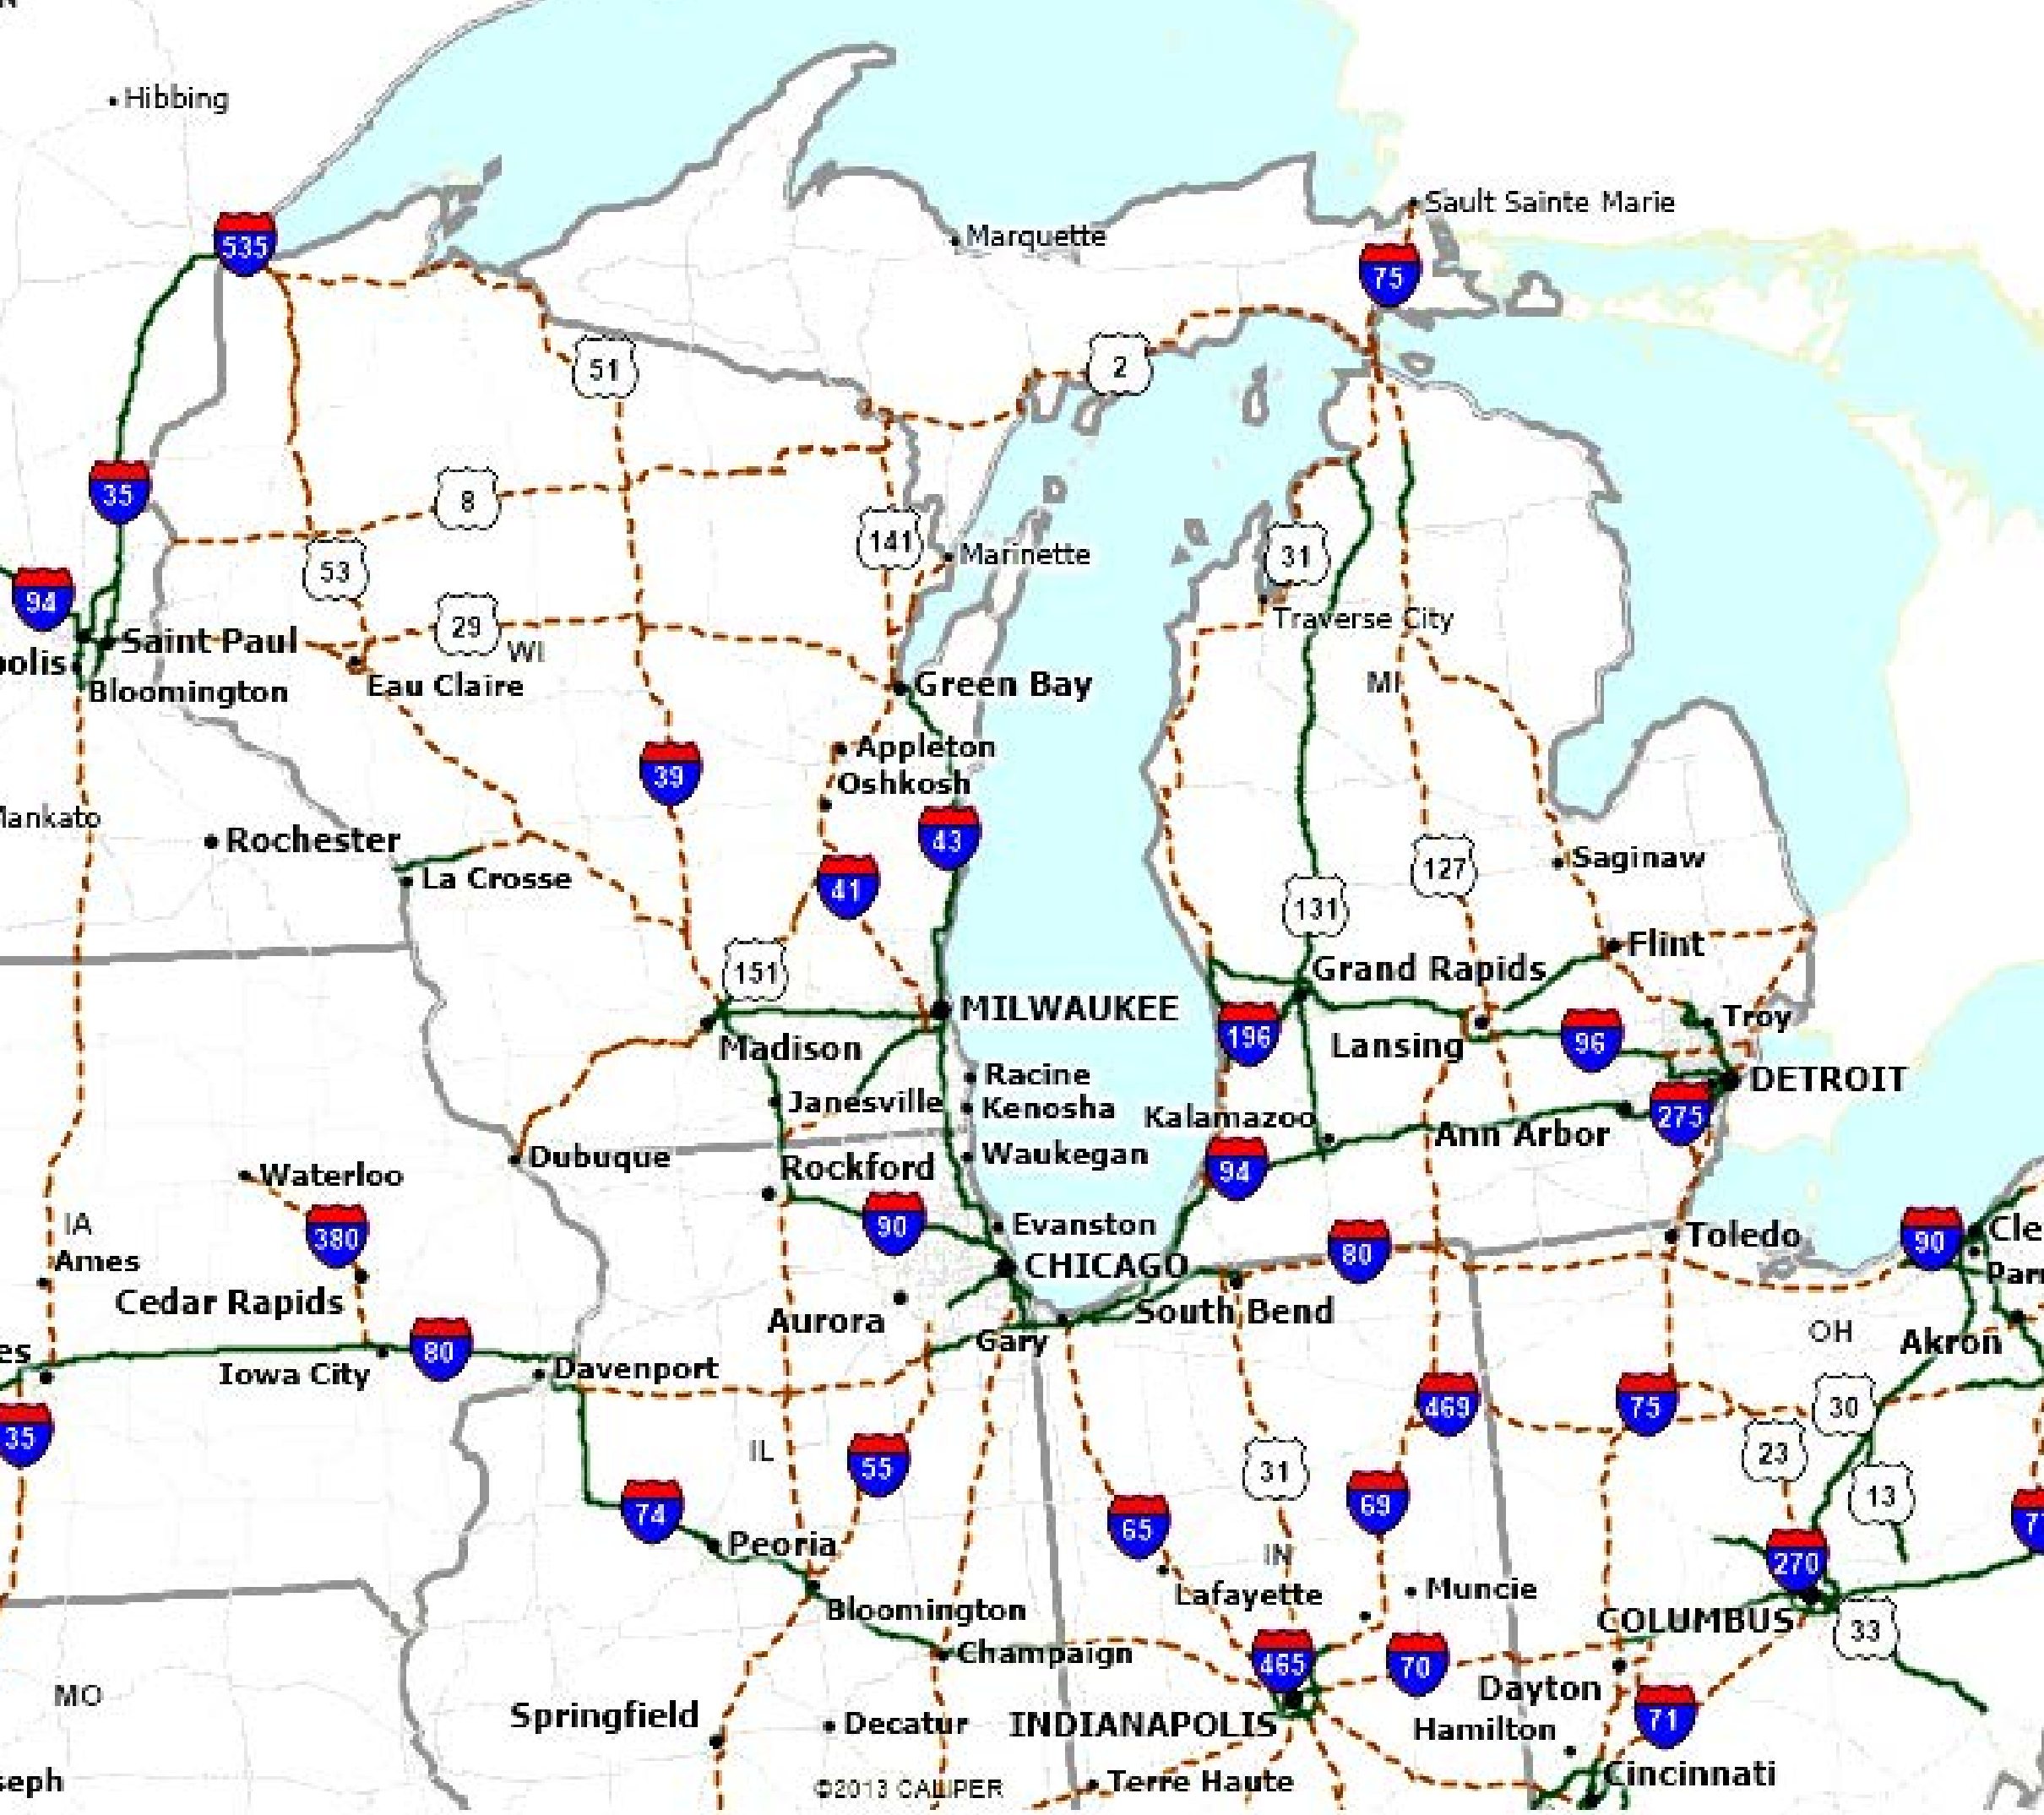 Hibbing
Sault Sainte Marie
535
Marquette
75
2
51
35
8
141
Marinette
31
53
94
29
Traverse City
Saint Paul
WI
olis
Bloomington
Eau Claire
Green Bay
MI
Appleton
39
Oshkosh
Mankato
Rochester
43
Saginaw
127
La Crosse
41
131
Flint
151
Grand Rapids
MILWAUKEE
196
Lansing
96
Troy
Madison
Racine
DETROIT
Janesville
Kenosha
Kalamazoo
275
Ann Arbor
Dubuque
Waukegan
94
Waterloo
Rockford
IA
380
90
Evanston
80
Toledo
90
Cle
Ames
CHICAGO
Parm
Cedar Rapids
Aurora
South Bend
OH
Akron
es
Iowa City
80
Davenport
Gary
469
75
30
35
IL
55
31
23
13
74
65
69
77
Peoria
IN
270
Lafayette
Muncie
Bloomington
COLUMBUS
33
Champaign
465
70
MO
Springfield
Decatur
INDIANAPOLIS
Dayton
71
Hamilton
seph
©2013 CALIPER
Terre Haute
Cincinnati